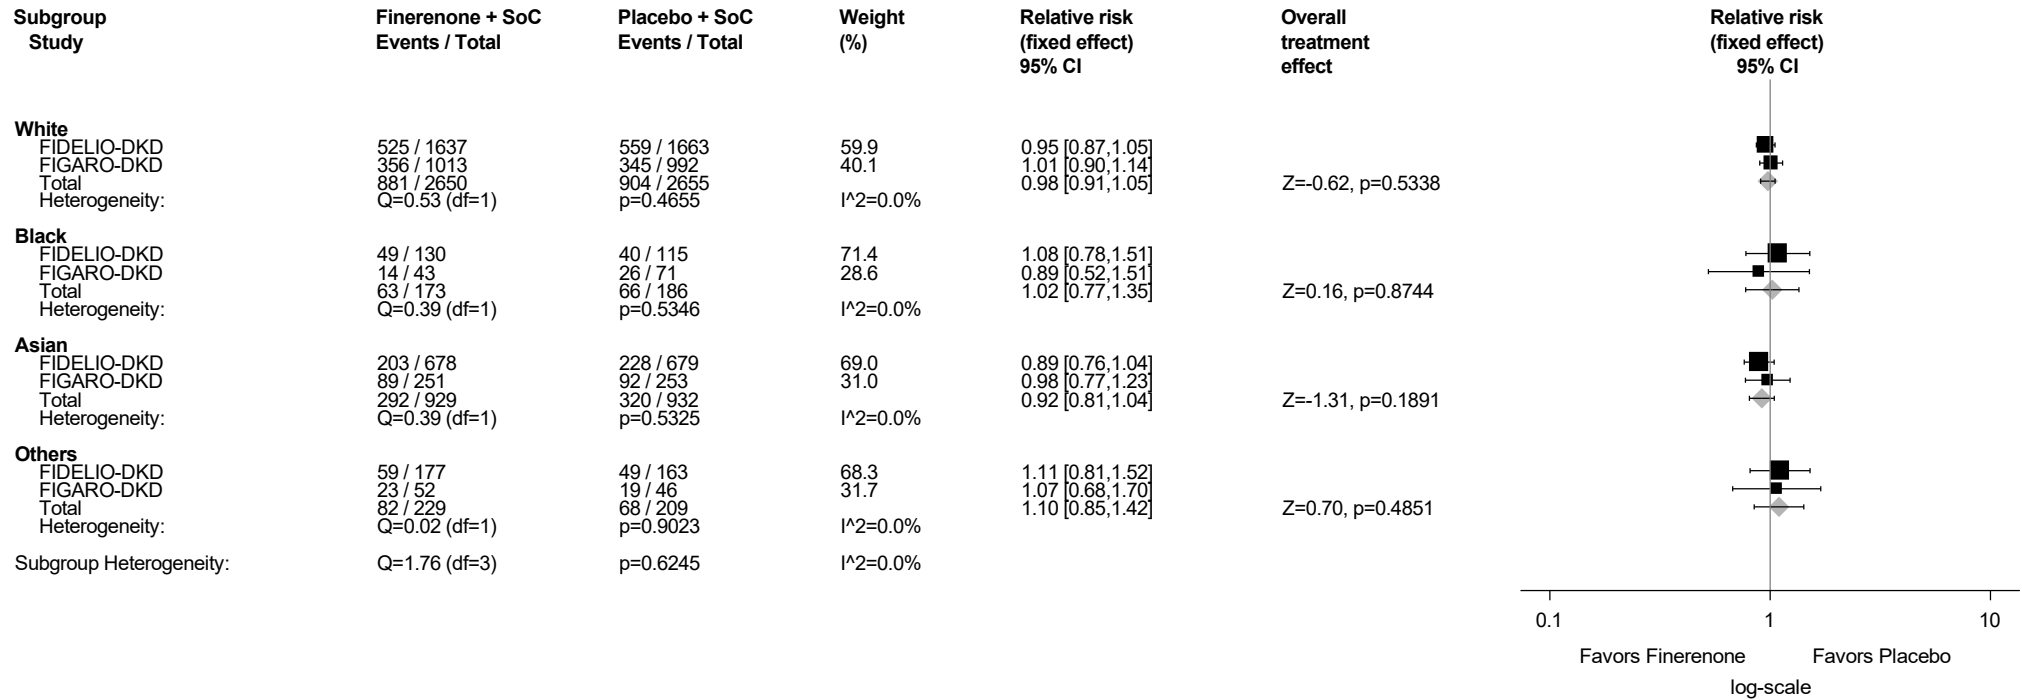 Subgroup Finerenone + SoC Placebo + SoC Weight Relative risk Overall Relative risk
Study Events / Total Events / Total (%) (fixed effect) treatment (fixed effect)
95% CI effect 95% CI
White
FIDELIO-DKD 525 / 1637 559 / 1663 59.9 0.95 [0.87,1.05]
FIGARO-DKD 356 / 1013 345 / 992 40.1 1.01 [0.90,1.14]
Total 881 / 2650 904 / 2655 0.98 [0.91,1.05] Z=-0.62, p=0.5338
Heterogeneity: Q=0.53 (df=1) p=0.4655 I^2=0.0%
Black
FIDELIO-DKD 49 / 130 40 / 115 71.4 1.08 [0.78,1.51]
FIGARO-DKD 14 / 43 26 / 71 28.6 0.89 [0.52,1.51]
Total 63 / 173 66 / 186 1.02 [0.77,1.35] Z=0.16, p=0.8744
Heterogeneity: Q=0.39 (df=1) p=0.5346 I^2=0.0%
Asian
FIDELIO-DKD 203 / 678 228 / 679 69.0 0.89 [0.76,1.04]
FIGARO-DKD 89 / 251 92 / 253 31.0 0.98 [0.77,1.23]
Total 292 / 929 320 / 932 0.92 [0.81,1.04] Z=-1.31, p=0.1891
Heterogeneity: Q=0.39 (df=1) p=0.5325 I^2=0.0%
Others
FIDELIO-DKD 59 / 177 49 / 163 68.3 1.11 [0.81,1.52]
FIGARO-DKD 23 / 52 19 / 46 31.7 1.07 [0.68,1.70]
Total 82 / 229 68 / 209 1.10 [0.85,1.42] Z=0.70, p=0.4851
Heterogeneity: Q=0.02 (df=1) p=0.9023 I^2=0.0%
Subgroup Heterogeneity: Q=1.76 (df=3) p=0.6245 I^2=0.0%
0.1 1 10
Favors Finerenone Favors Placebo
log-scale